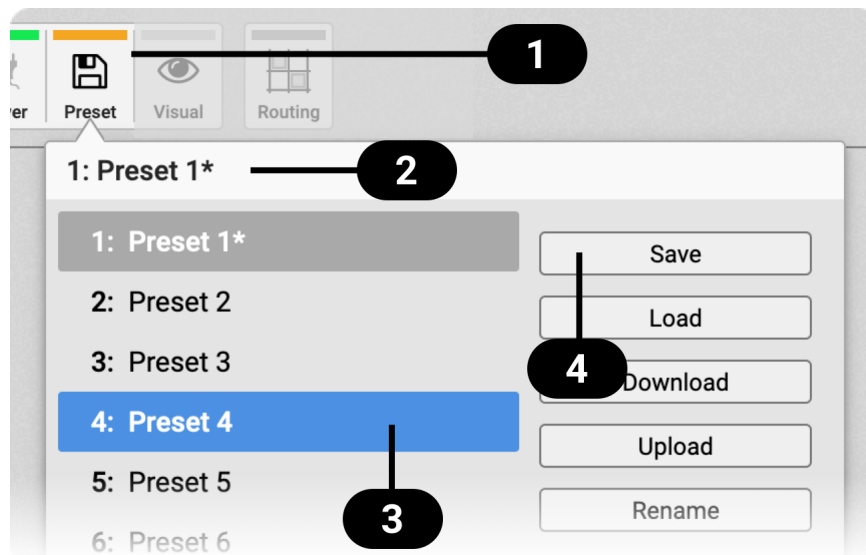 1
ver
Preset
Visual
Routing
1: Preset 1*
2
1: Preset 1*
Save
2: Preset 2
Load
3: Preset 3
4
Download
4: Preset 4
Upload
5: Preset 5
3
Rename
6: Preset 6